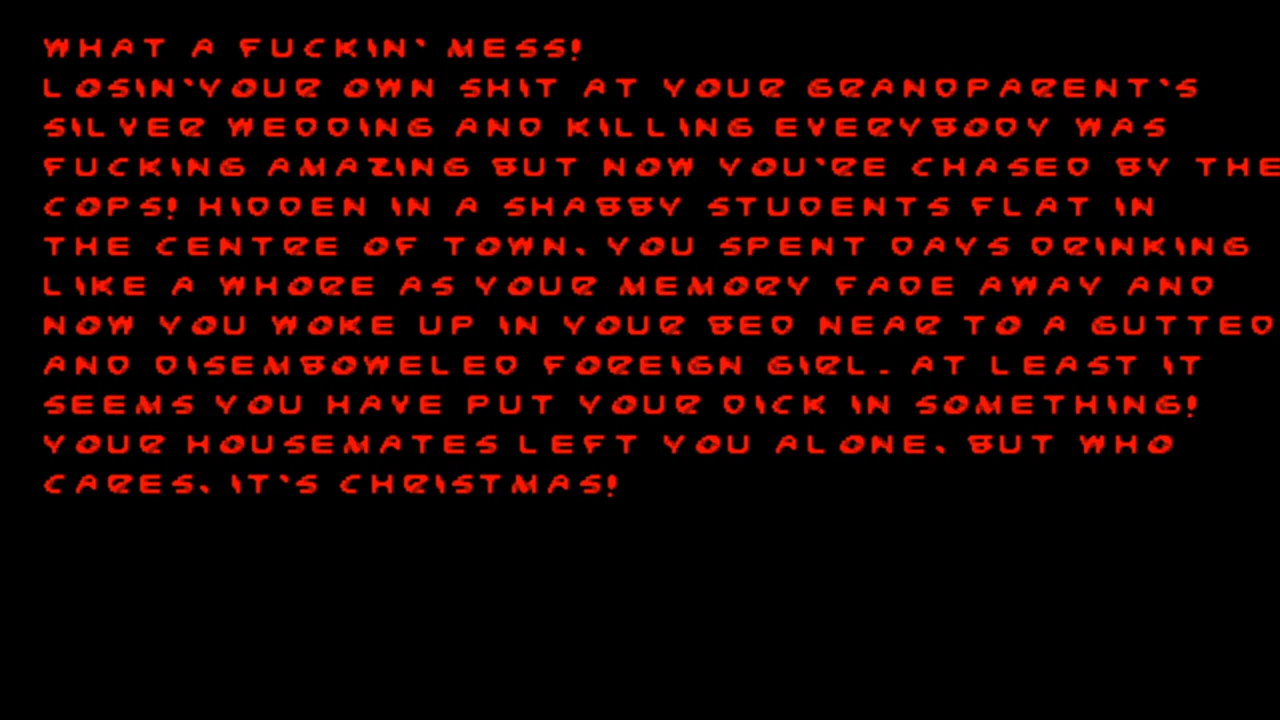 WHAT A FUCKIN' MESS!
LOSIN'YOUR OWN SHIT AT YOUR GRANDPARENT'S
SILVER WEDDING AND KILLING EVERYBODY WAS
FUCKING AMAZING BUT NOW YOU'RE CHASED BY THE
COPS! HIDDEN IN A SHABBY STUDENTS FLAT IN
THE CENTRE OF TOWN, YOU SPENT DAYS DRINKING
LIKE A WHORE AS YOUR MEMORY FADE AWAY AND
NOW YOU WOKE UP IN YOUR BED NEAR TO A GUTTED
AND DISEMBOWELED FOREIGN GIRL. AT LEAST IT
SEEMS YOU HAVE PUT YOUR DICK IN SOMETHING!
YOUR HOUSEMATES LEFT YOU ALONE, BUT WHO
CARES, IT'S CHRISTMAS!